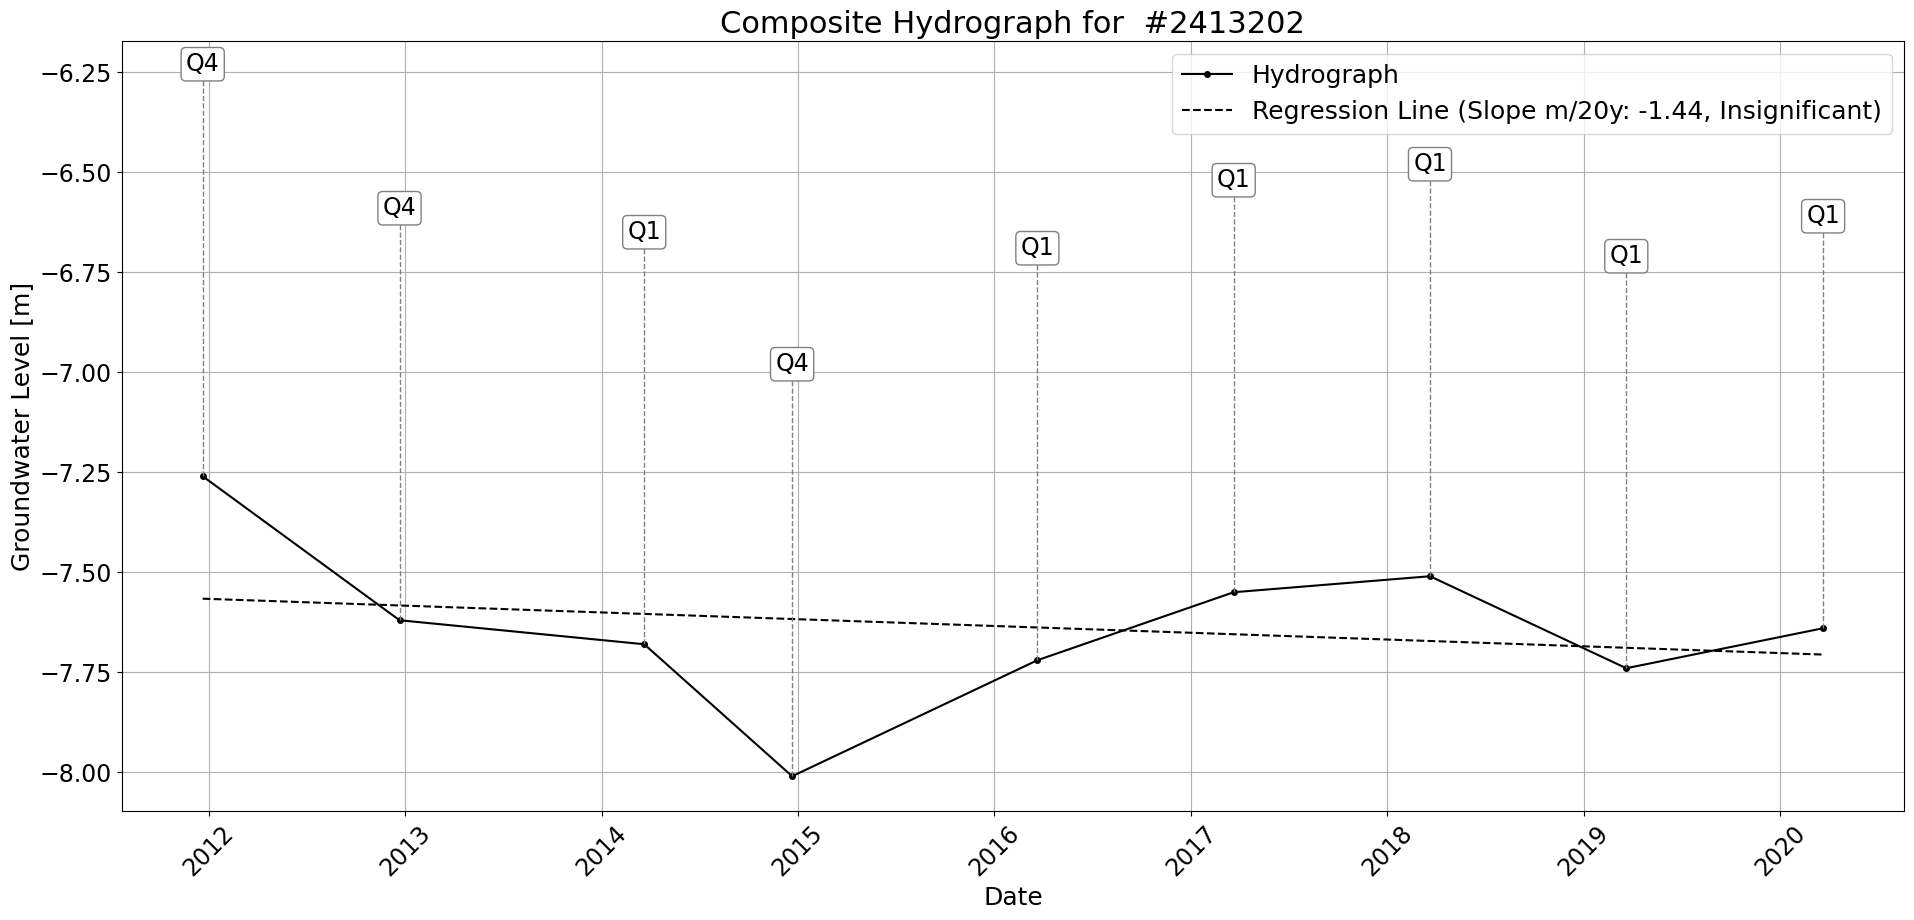 Composite Hydrograph for  #2413202
Hydrograph
Regression Line (Slope m/20y: -1.44, Insignificant)
Q4
Q4
Q1
Q4
Q1
Q1
Q1
Q1
Q1
Groundwater Level [m]
−6.25
−6.50
−6.75
−7.00
−7.25
−7.50
−7.75
−8.00
2012
2013
2014
2015
2016
2017
2018
2019
2020
Date